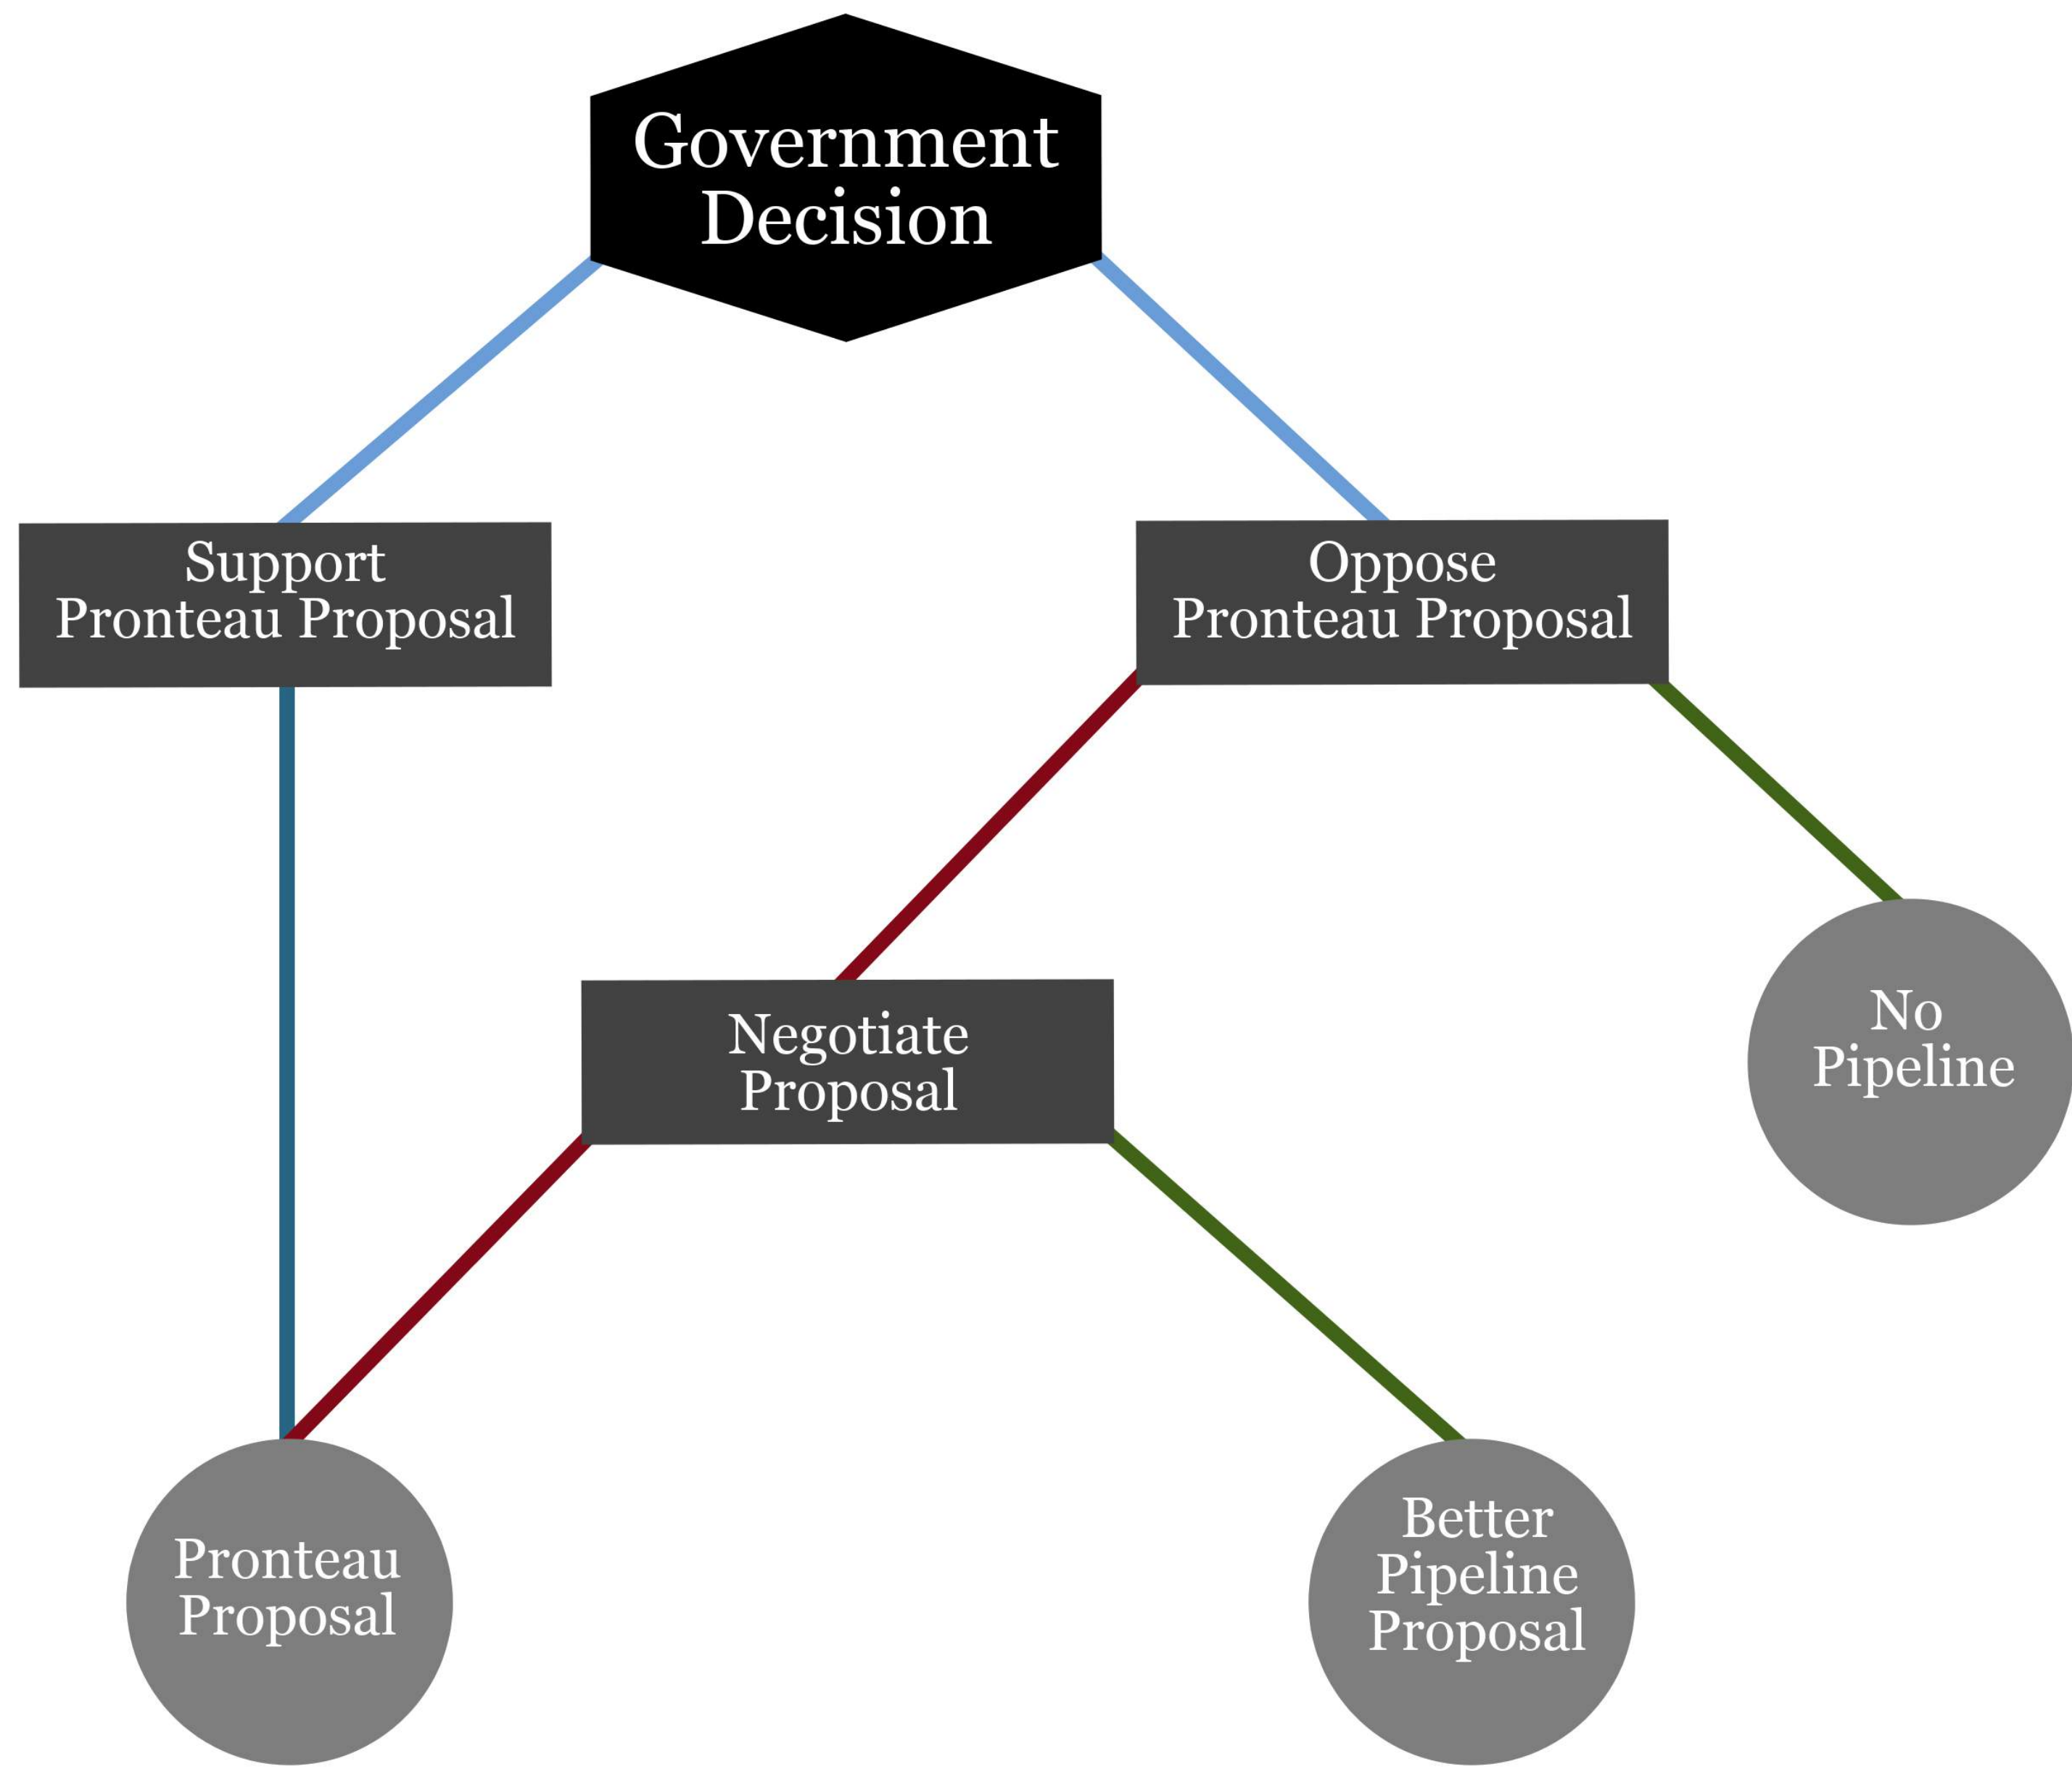 Government
Decision
Support
Pronteau Proposal
Oppose
Pronteau Proposal
Negotiate
Proposal
No
Pipeline
Pronteau
Proposal
Better
Pipeline
Proposal